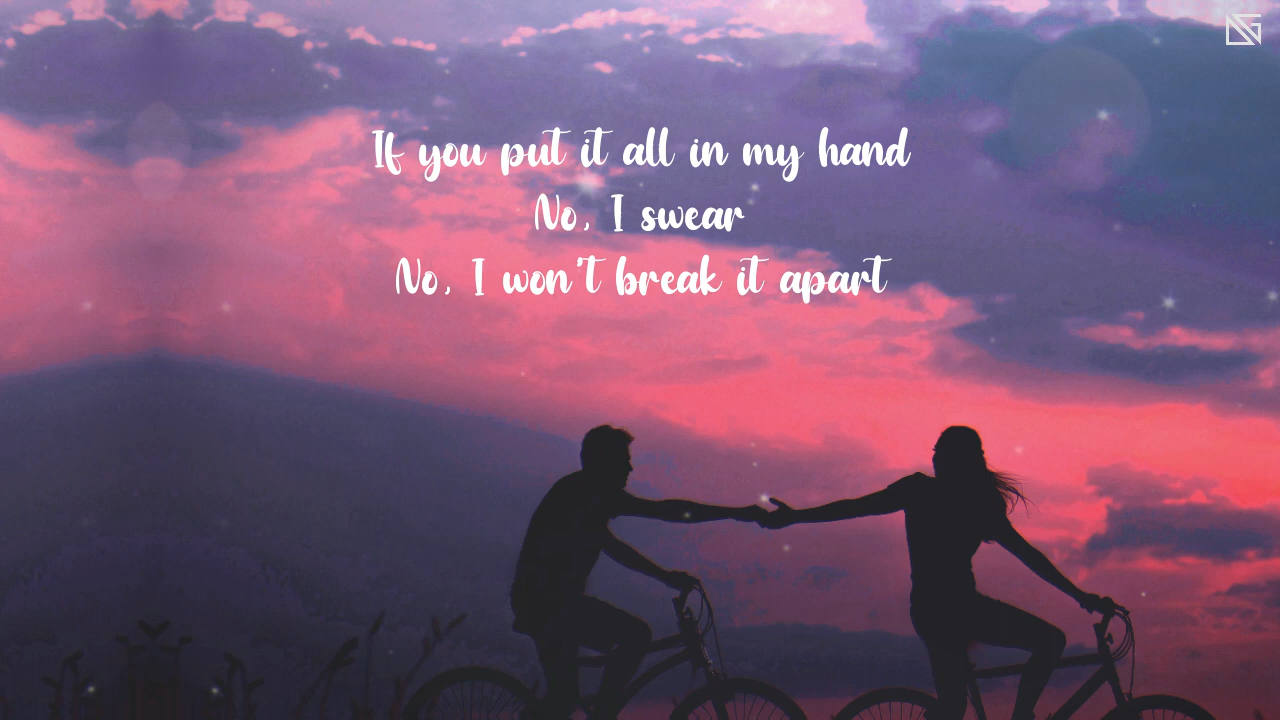 If you put it all in my hand
No, I swear
No, I won't break it apart